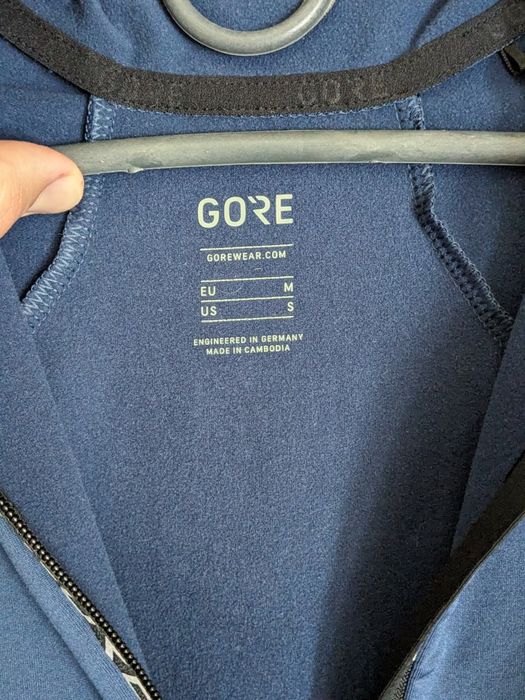 GORE
GORE
GOREWEAR.COM
EU M
US S
ENGINEERED IN GERMANY
MADE IN CAMBODIA